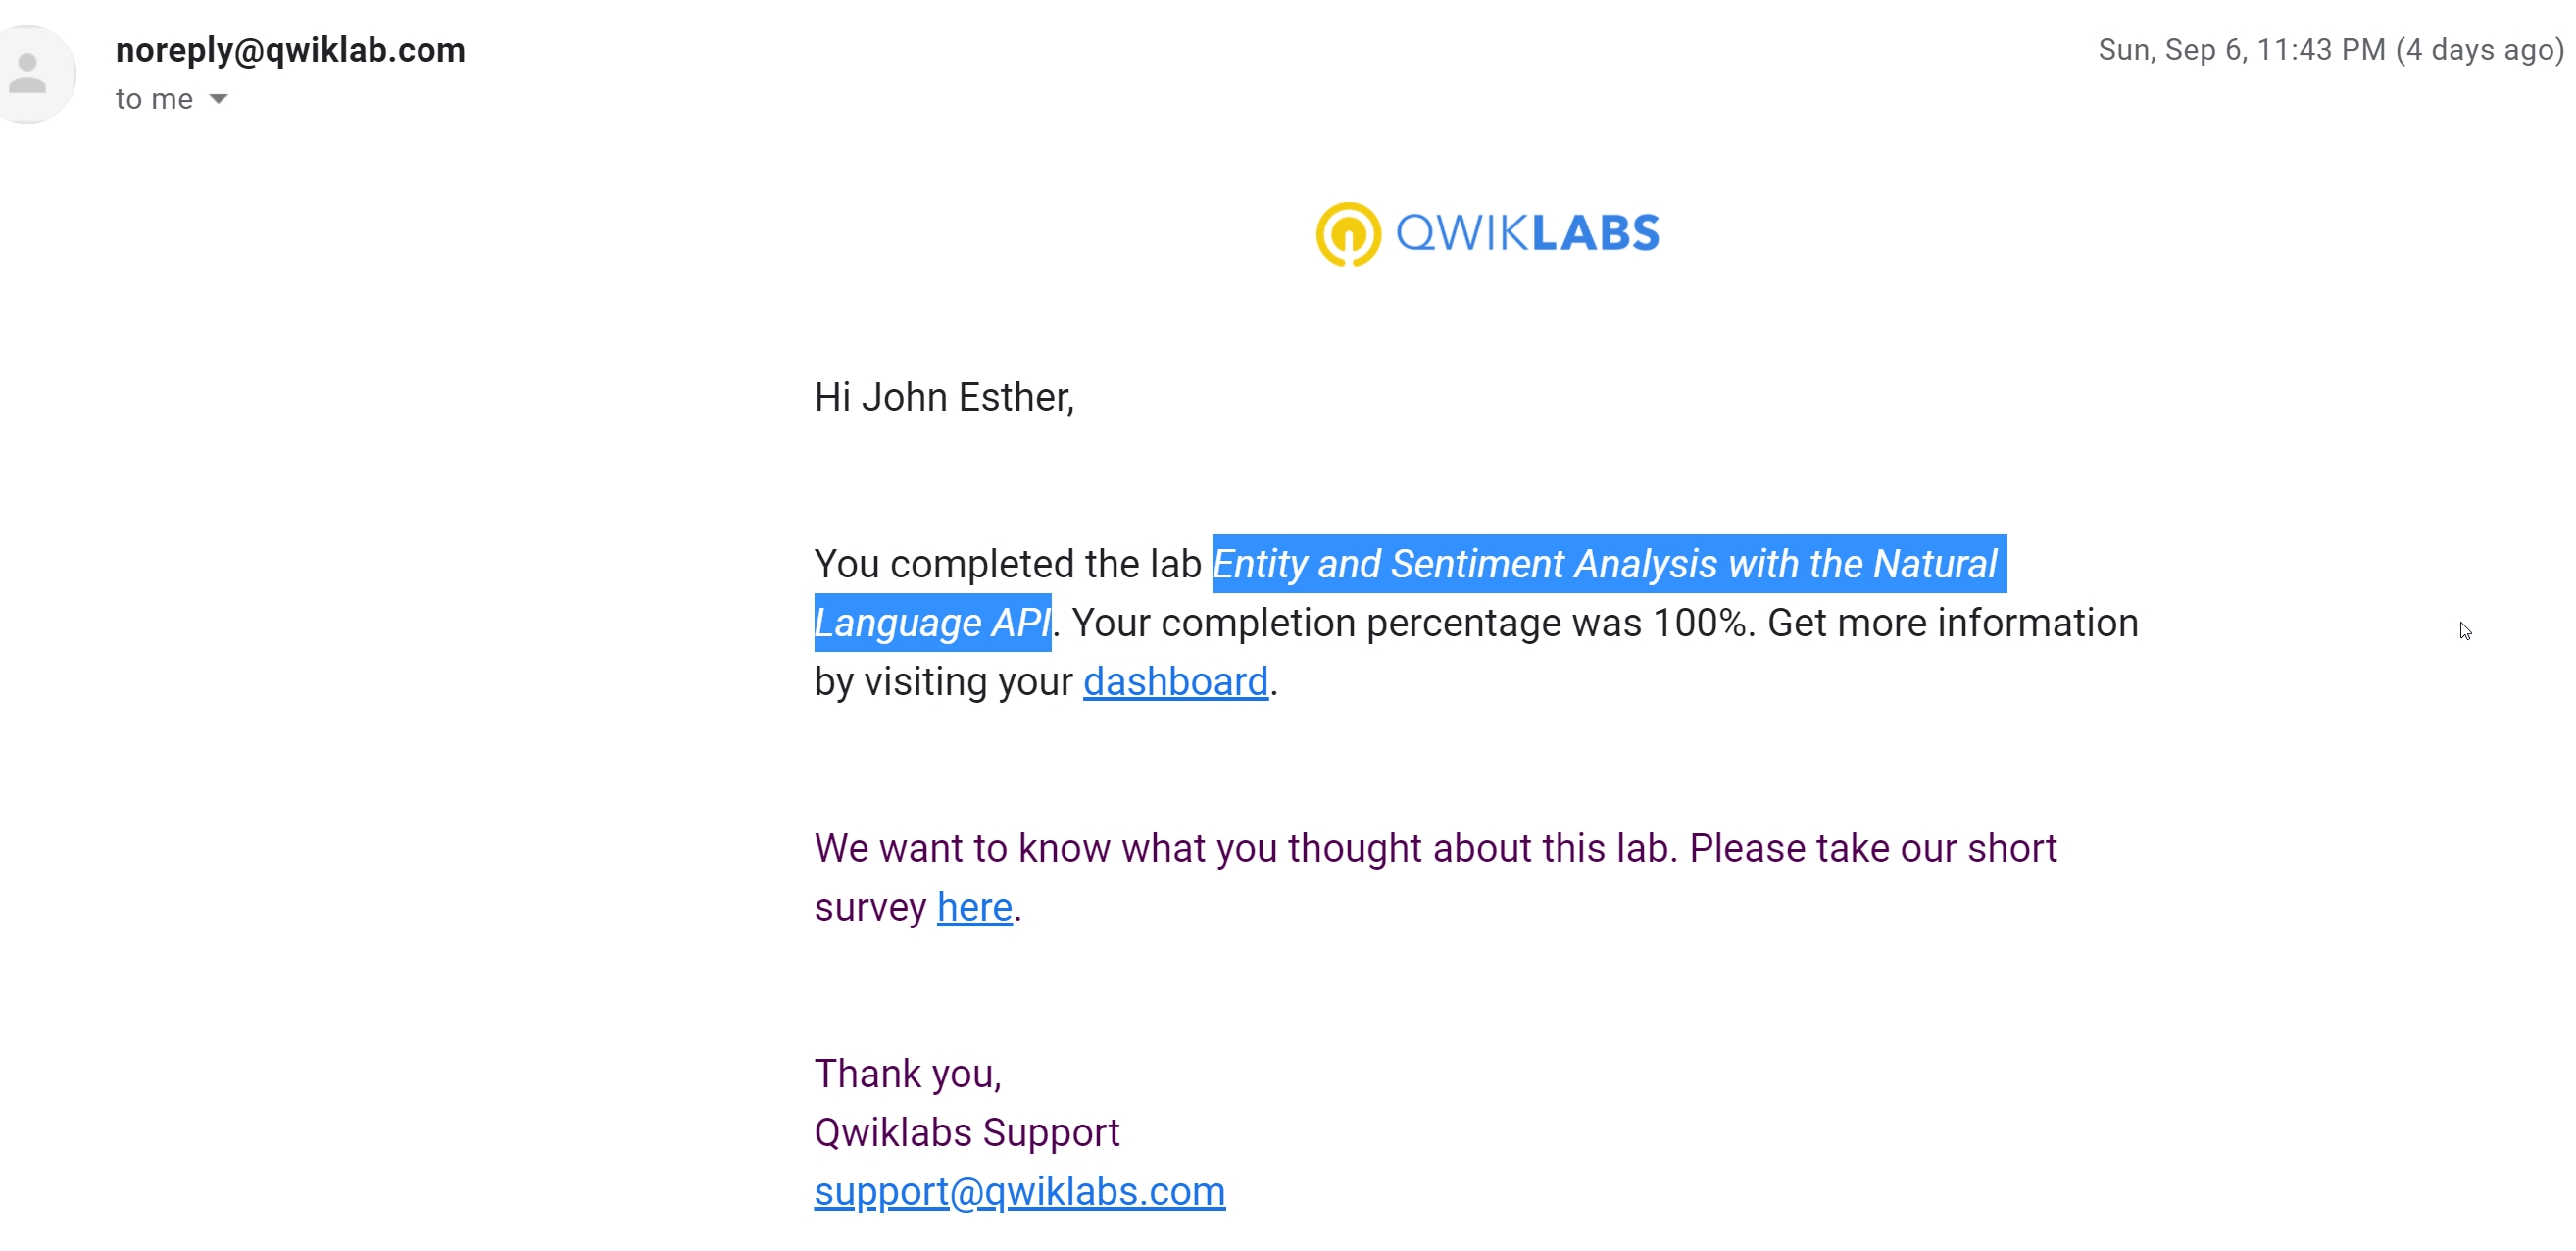 noreply@qwiklab.com
Sun, Sep 6, 11:43 PM (4 days ago)
to me
QWIKLABS
Hi John Esther,
You completed the lab Entity and Sentiment Analysis with the Natural
Language API. Your completion percentage was 100%. Get more information
by visiting your dashboard.
We want to know what you thought about this lab. Please take our short
survey here.
Thank you,
Qwiklabs Support
support@qwiklabs.com